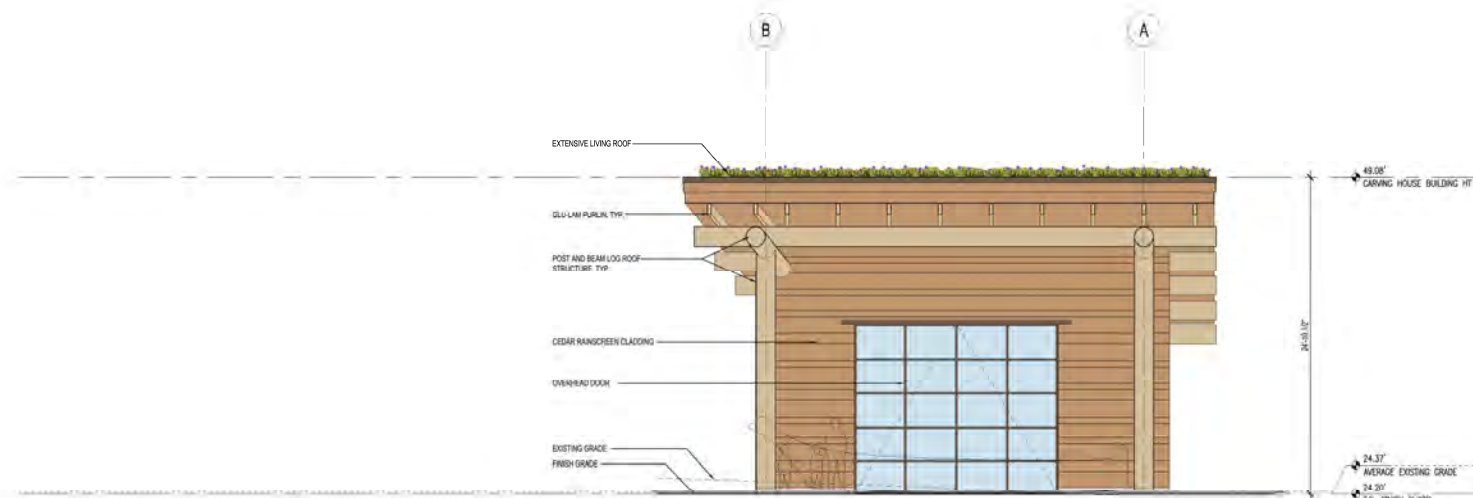 B
A
EXTENSIVE LIVING ROOF
49.08'
CARVING HOUSE BUILDING HT
GLU-LAM PURLIN, TYP.
POST AND BEAM LOG ROOF
STRUCTURE, TYP
CEDAR RAINSCREEN CLADDING
OVERHEAD DOOR
EXISTING GRADE
FINISH GRADE
24.37'
AVERAGE EXISTING GRADE
24.20'